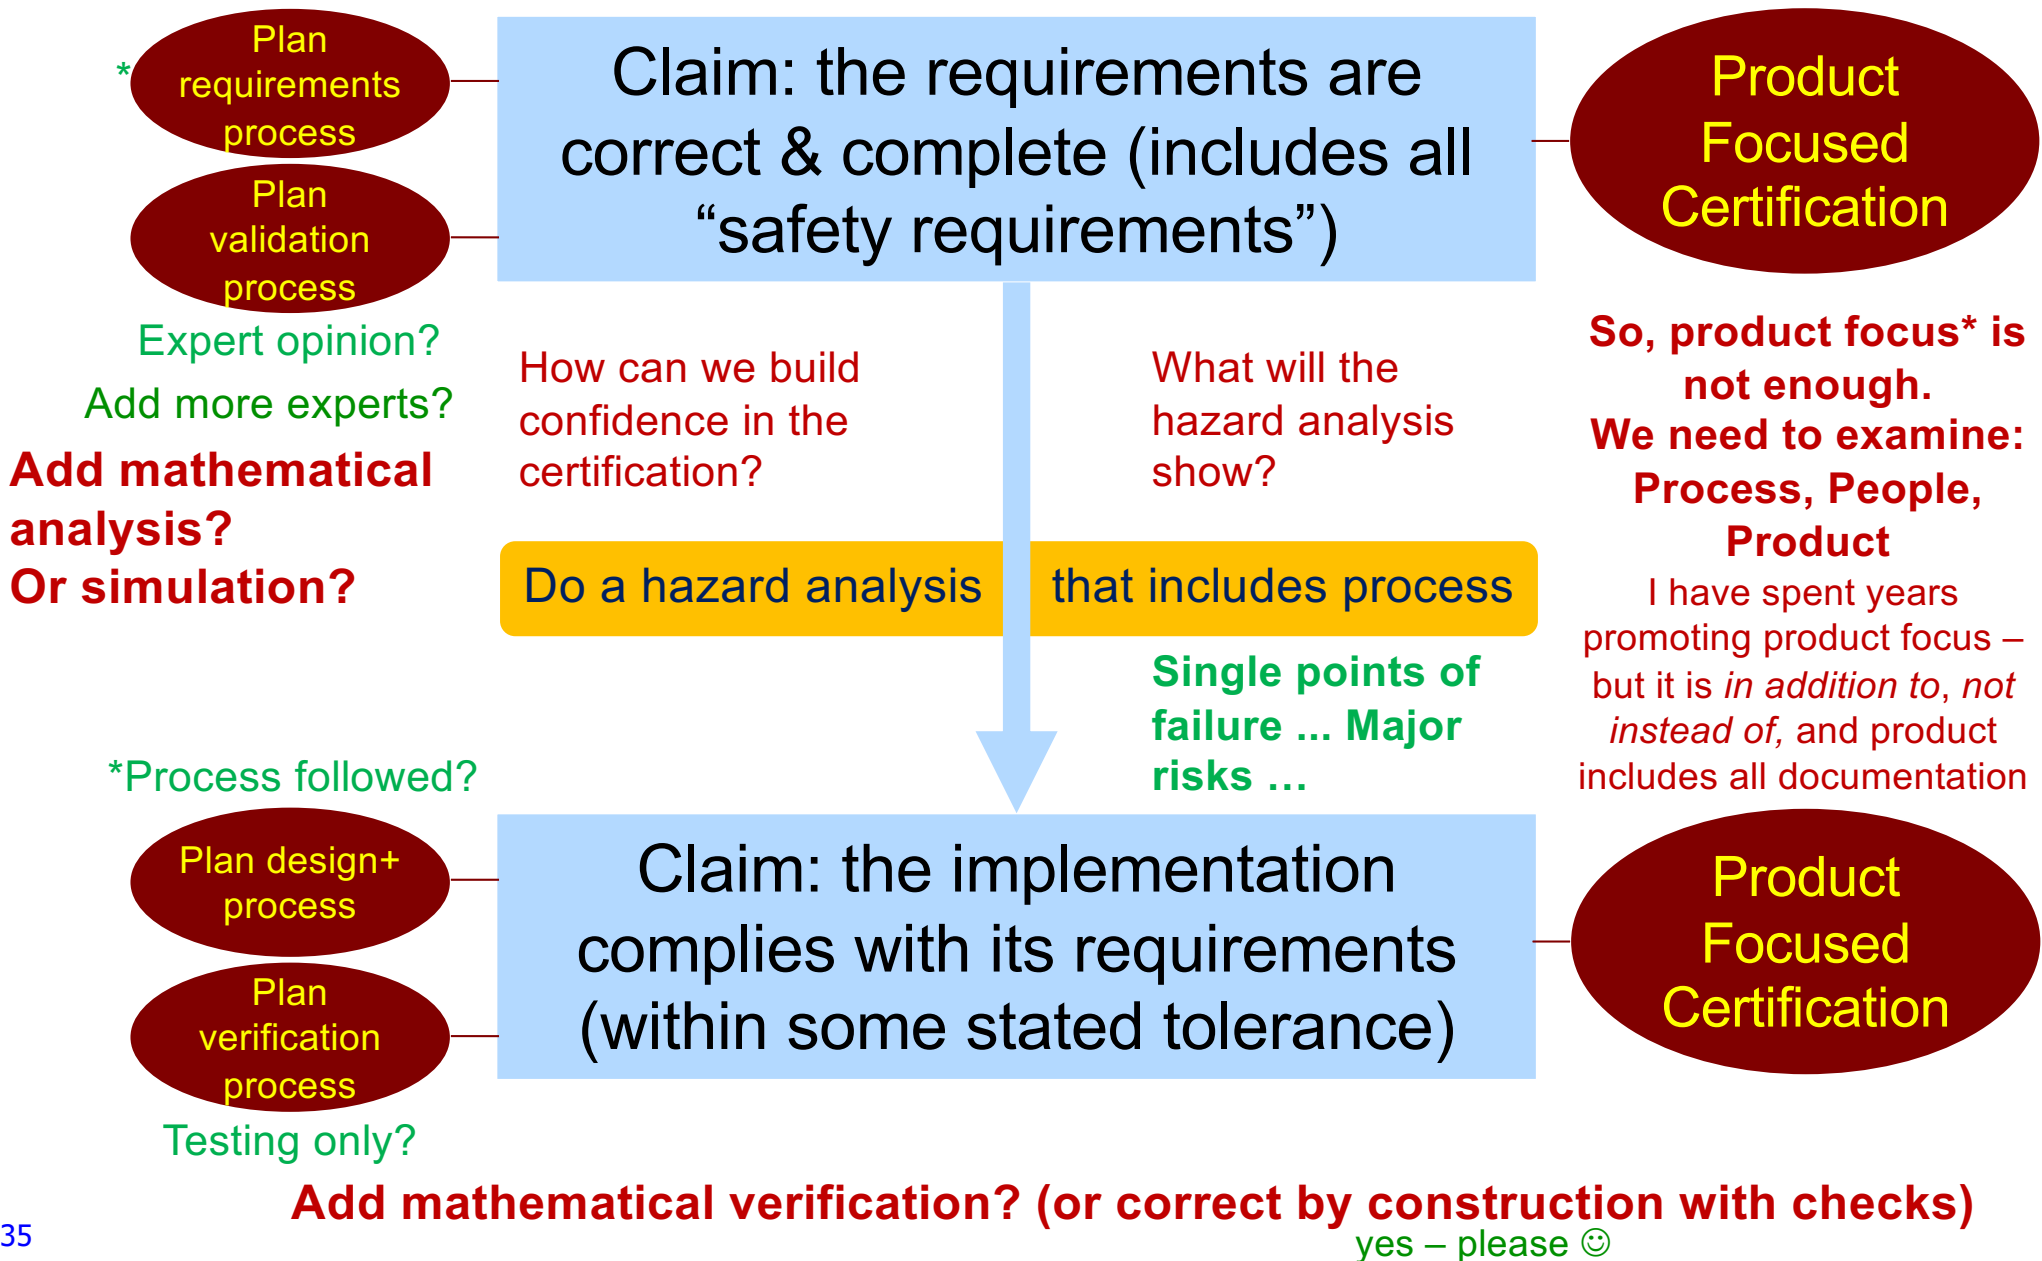 Plan
requirements
process
*
Plan
validation
process
Expert opinion?
Add more experts?
Add mathematical
analysis?
Or simulation?
Claim: the requirements are
correct & complete (includes all
“safety requirements”)
Product
Focused
Certification
How can we build
confidence in the
certification?
What will the
hazard analysis
show?
Do a hazard analysis that includes process
Single points of
failure ... Major
risks …
So, product focus* is
not enough.
We need to examine:
Process, People,
Product
I have spent years
promoting product focus –
but it is in addition to, not
instead of, and product
includes all documentation
*Process followed?
Plan design+
process
Plan
verification
process
Testing only?
Claim: the implementation
complies with its requirements
(within some stated tolerance)
Product
Focused
Certification
Add mathematical verification? (or correct by construction with checks)
yes – please ☺
35